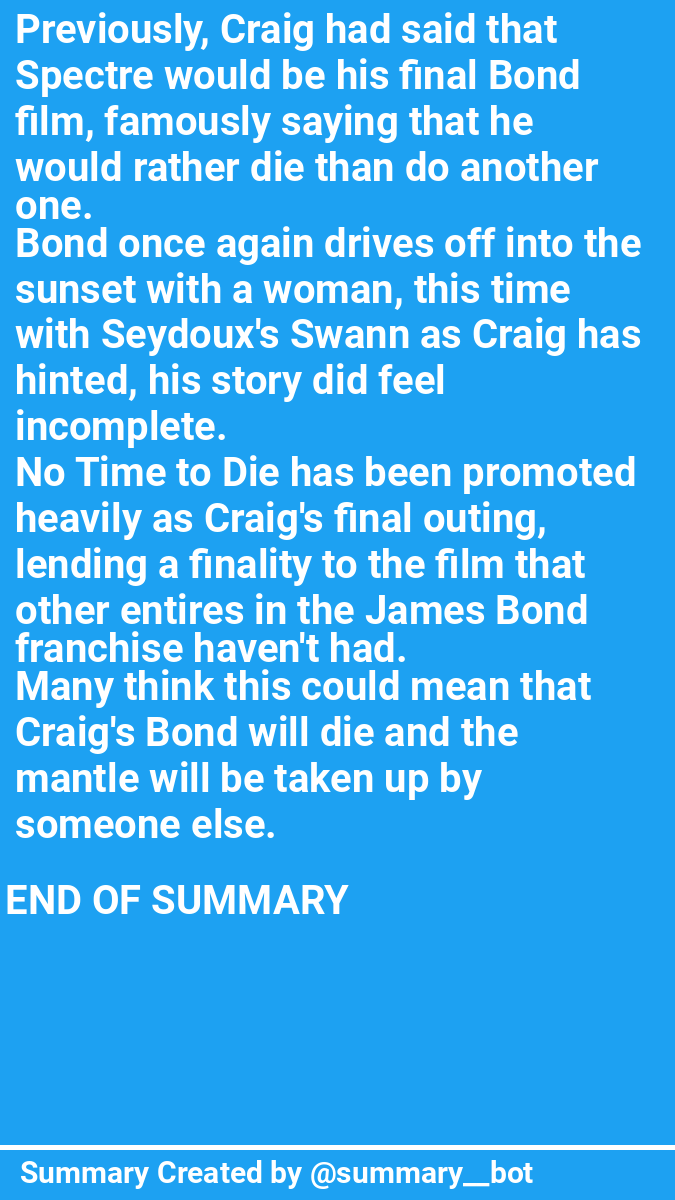 Previously, Craig had said that
Spectre would be his final Bond
film, famously saying that he
would rather die than do another
one.
Bond once again drives off into the
sunset with a woman, this time
with Seydoux's Swann as Craig has
hinted, his story did feel
incomplete.
No Time to Die has been promoted
heavily as Craig's final outing,
lending a finality to the film that
other entires in the James Bond
franchise haven't had.
Many think this could mean that
Craig's Bond will die and the
mantle will be taken up by
someone else.
END OF SUMMARY
Summary Created by @summary__bot